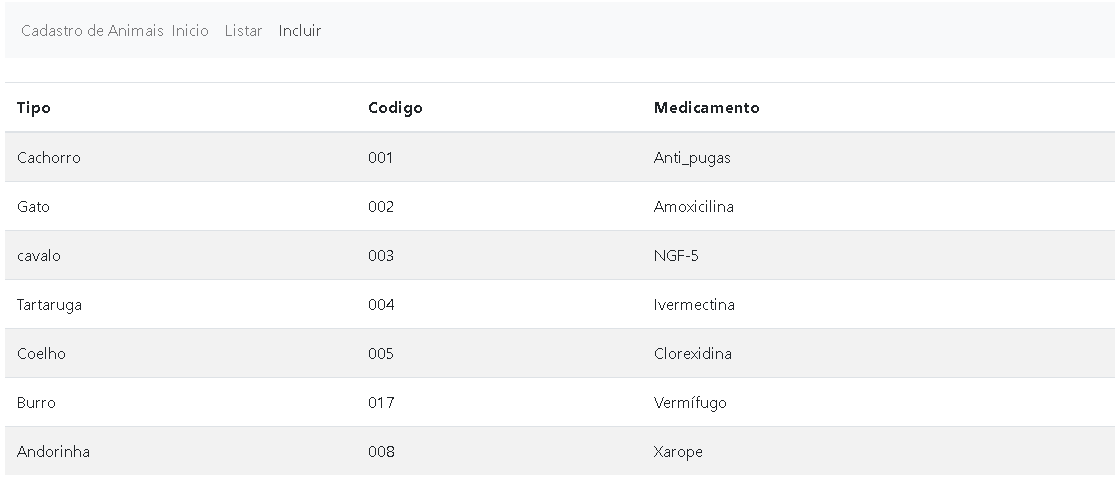 Cadastro de Animais Inicio Listar Incluir
Tipo Codigo Medicamento
Cachorro 001 Anti_pugas
Gato 002 Amoxicilina
cavalo 003 NGF-5
Tartaruga 004 Ivermectina
Coelho 005 Clorexidina
Burro 017 Vermífugo
Andorinha 008 Xarope